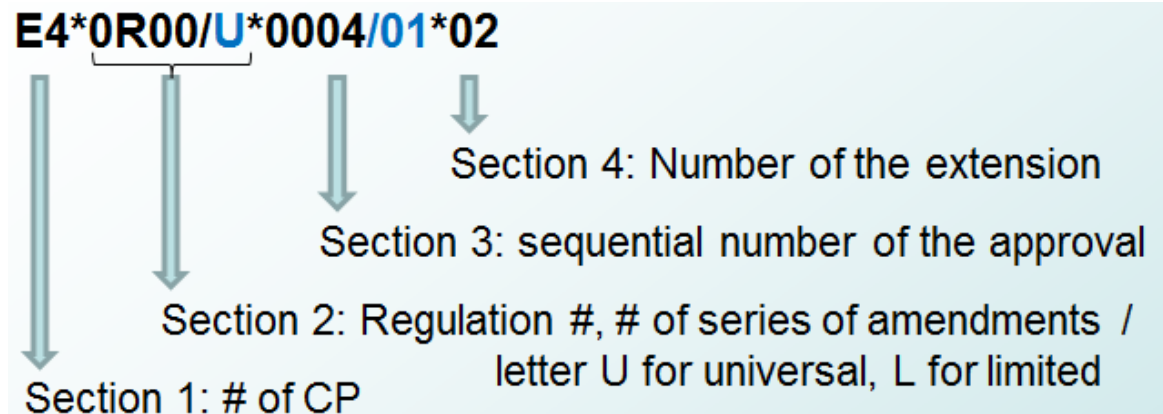 E4*0R00/U*0004/01*02
Section 4: Number of the extension
Section 3: sequential number of the approval
Section 2: Regulation #, # of series of amendments /
letter U for universal, L for limited
Section 1: # of CP